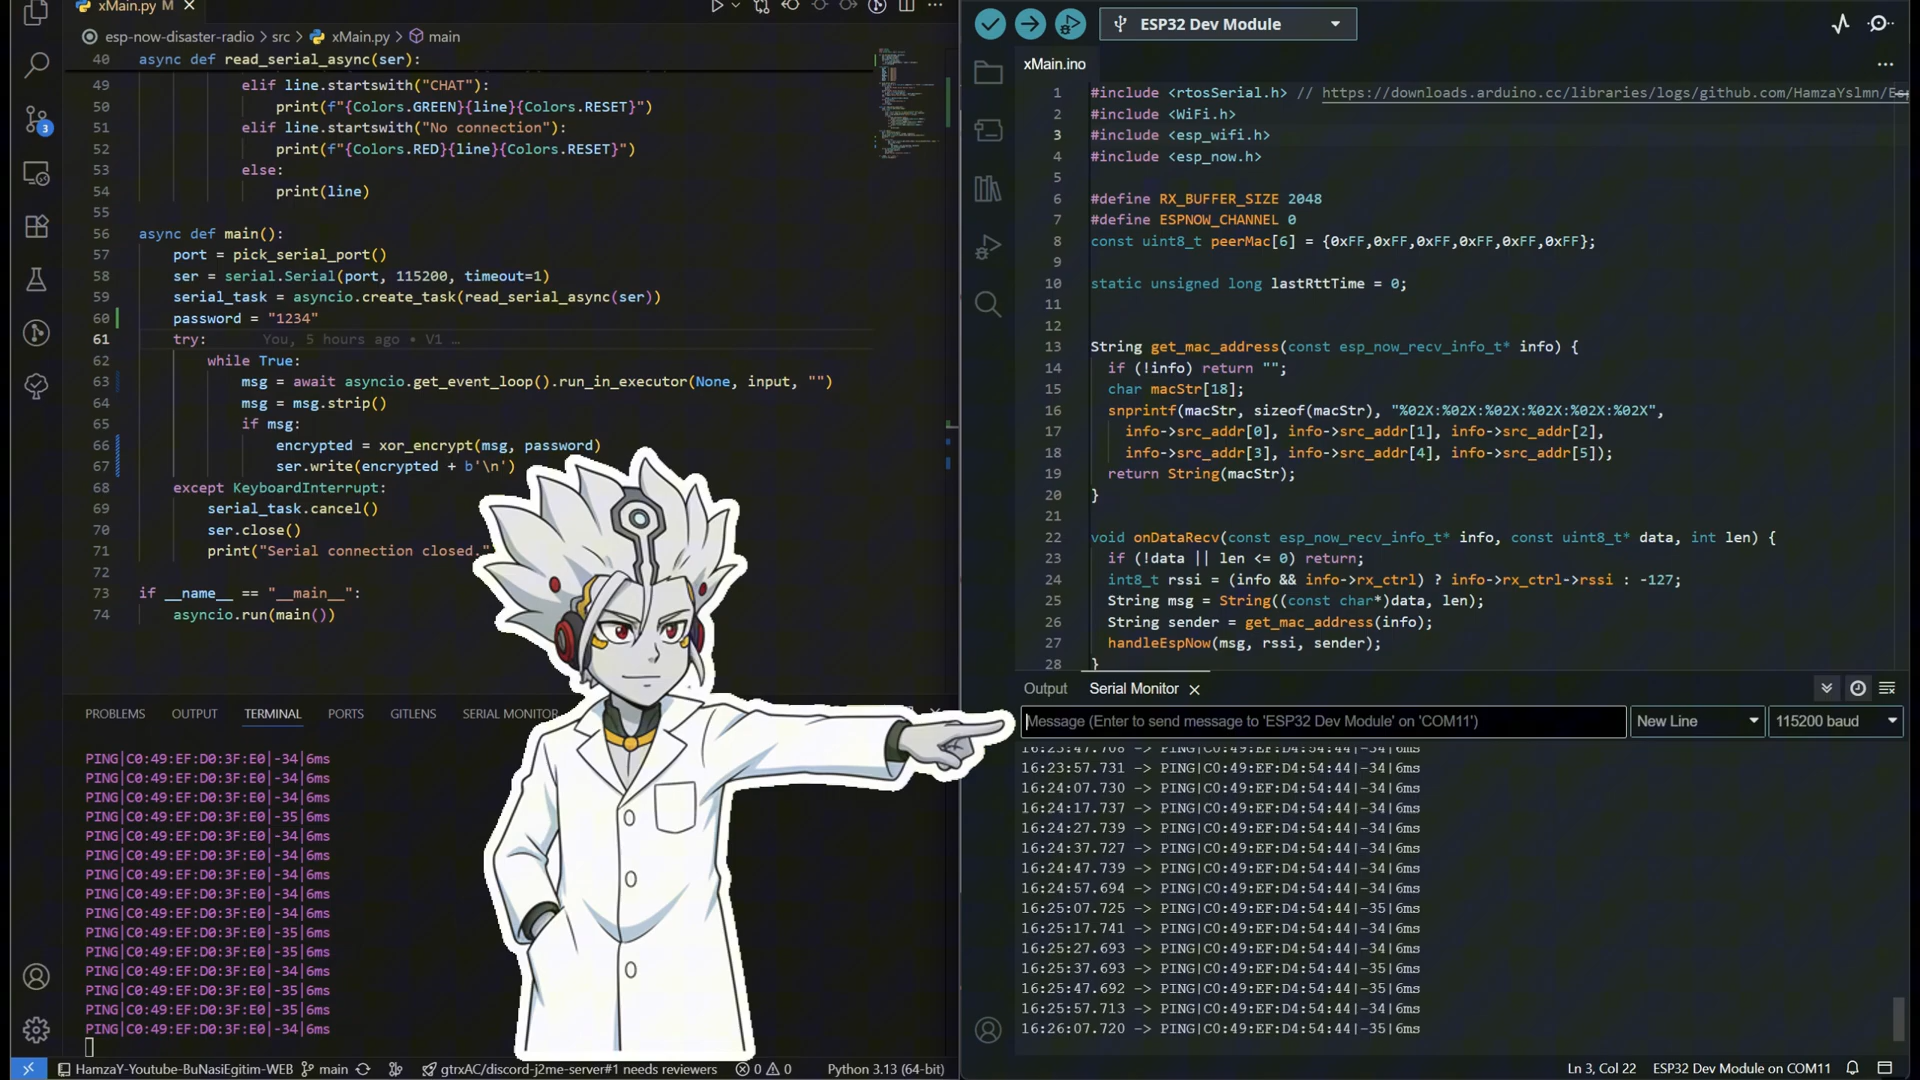 xMain.py M
esp-now-disaster-radio > src > xMain.py > main
40 async def read_serial_async(ser):
49 elif line.startswith("CHAT"):
50 print(f"{Colors.GREEN}{line}{Colors.RESET}")
51 elif line.startswith("No connection"):
52 print(f"{Colors.RED}{line}{Colors.RESET}")
53 else:
54 print(line)
55
56 async def main():
57 port = pick_serial_port()
58 ser = serial.Serial(port, 115200, timeout=1)
59 serial_task = asyncio.create_task(read_serial_async(ser))
60 password = "1234"
61 try: You, 5 hours ago • V1 …
62 while True:
63 msg = await asyncio.get_event_loop().run_in_executor(None, input, "")
64 msg = msg.strip()
65 if msg:
66 encrypted = xor_encrypt(msg, password)
67 ser.write(encrypted + b'\n')
68 except KeyboardInterrupt:
69 serial_task.cancel()
70 ser.close()
71 print("Serial connection closed."
72
73 if __name__ == "__main__":
74 asyncio.run(main())
3
PROBLEMS OUTPUT TERMINAL PORTS GITLENS SERIAL MONITOR
PING|C0:49:EF:D0:3F:E0|-34|6ms
PING|C0:49:EF:D0:3F:E0|-34|6ms
PING|C0:49:EF:D0:3F:E0|-34|6ms
PING|C0:49:EF:D0:3F:E0|-35|6ms
PING|C0:49:EF:D0:3F:E0|-34|6ms
PING|C0:49:EF:D0:3F:E0|-34|6ms
PING|C0:49:EF:D0:3F:E0|-34|6ms
PING|C0:49:EF:D0:3F:E0|-34|6ms
PING|C0:49:EF:D0:3F:E0|-34|6ms
PING|C0:49:EF:D0:3F:E0|-35|6ms
PING|C0:49:EF:D0:3F:E0|-35|6ms
PING|C0:49:EF:D0:3F:E0|-34|6ms
PING|C0:49:EF:D0:3F:E0|-35|6ms
PING|C0:49:EF:D0:3F:E0|-35|6ms
PING|C0:49:EF:D0:3F:E0|-34|6ms
HamzaY-Youtube-BuNasiEgitim-WEB main gtrxAC/discord-j2me-server#1 needs reviewers 0 0 Python 3.13 (64-bit)
ESP32 Dev Module
xMain.ino
1 #include <rtosSerial.h> // https://downloads.arduino.cc/libraries/logs/github.com/HamzaYslmn/Es
2 #include <WiFi.h>
3 #include <esp_wifi.h>
4 #include <esp_now.h>
5
6 #define RX_BUFFER_SIZE 2048
7 #define ESPNOW_CHANNEL 0
8 const uint8_t peerMac[6] = {0xFF,0xFF,0xFF,0xFF,0xFF,0xFF};
9
10 static unsigned long lastRttTime = 0;
11
12
13 String get_mac_address(const esp_now_recv_info_t* info) {
14 if (!info) return "";
15 char macStr[18];
16 snprintf(macStr, sizeof(macStr), "%02X:%02X:%02X:%02X:%02X:%02X",
17 info->src_addr[0], info->src_addr[1], info->src_addr[2],
18 info->src_addr[3], info->src_addr[4], info->src_addr[5]);
19 return String(macStr);
20 }
21
22 void onDataRecv(const esp_now_recv_info_t* info, const uint8_t* data, int len) {
23 if (!data || len <= 0) return;
24 int8_t rssi = (info && info->rx_ctrl) ? info->rx_ctrl->rssi : -127;
25 String msg = String((const char*)data, len);
26 String sender = get_mac_address(info);
27 handleEspNow(msg, rssi, sender);
28 }
Output Serial Monitor
Message (Enter to send message to 'ESP32 Dev Module' on 'COM11') New Line 115200 baud
16:23:47.708 -> PING|C0:49:EF:D4:54:44|-34|6ms
16:23:57.731 -> PING|C0:49:EF:D4:54:44|-34|6ms
16:24:07.730 -> PING|C0:49:EF:D4:54:44|-34|6ms
16:24:17.737 -> PING|C0:49:EF:D4:54:44|-34|6ms
16:24:27.739 -> PING|C0:49:EF:D4:54:44|-34|6ms
16:24:37.727 -> PING|C0:49:EF:D4:54:44|-34|6ms
16:24:47.739 -> PING|C0:49:EF:D4:54:44|-34|6ms
16:24:57.694 -> PING|C0:49:EF:D4:54:44|-34|6ms
16:25:07.725 -> PING|C0:49:EF:D4:54:44|-35|6ms
16:25:17.741 -> PING|C0:49:EF:D4:54:44|-35|6ms
16:25:27.693 -> PING|C0:49:EF:D4:54:44|-34|6ms
16:25:37.693 -> PING|C0:49:EF:D4:54:44|-35|6ms
16:25:47.692 -> PING|C0:49:EF:D4:54:44|-35|6ms
16:25:57.713 -> PING|C0:49:EF:D4:54:44|-34|6ms
16:26:07.720 -> PING|C0:49:EF:D4:54:44|-35|6ms
Ln 3, Col 22 ESP32 Dev Module on COM11